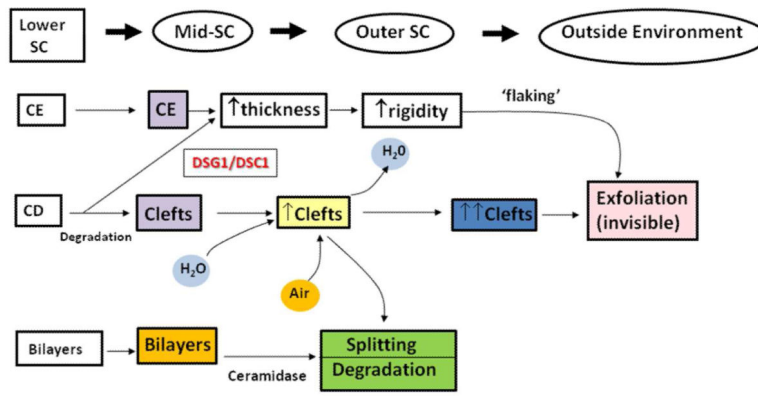 Lower
SC
Mid-SC
Outer SC
Outside Environment
CE
CE
↑thickness
↑rigidity
'flaking'
DSG1/DSC1
H₂0
CD
Degradation
Clefts
↑Clefts
↑↑Clefts
Exfoliation
(invisible)
H₂O
Air
Bilayers
Bilayers
Ceramidase
Splitting
Degradation